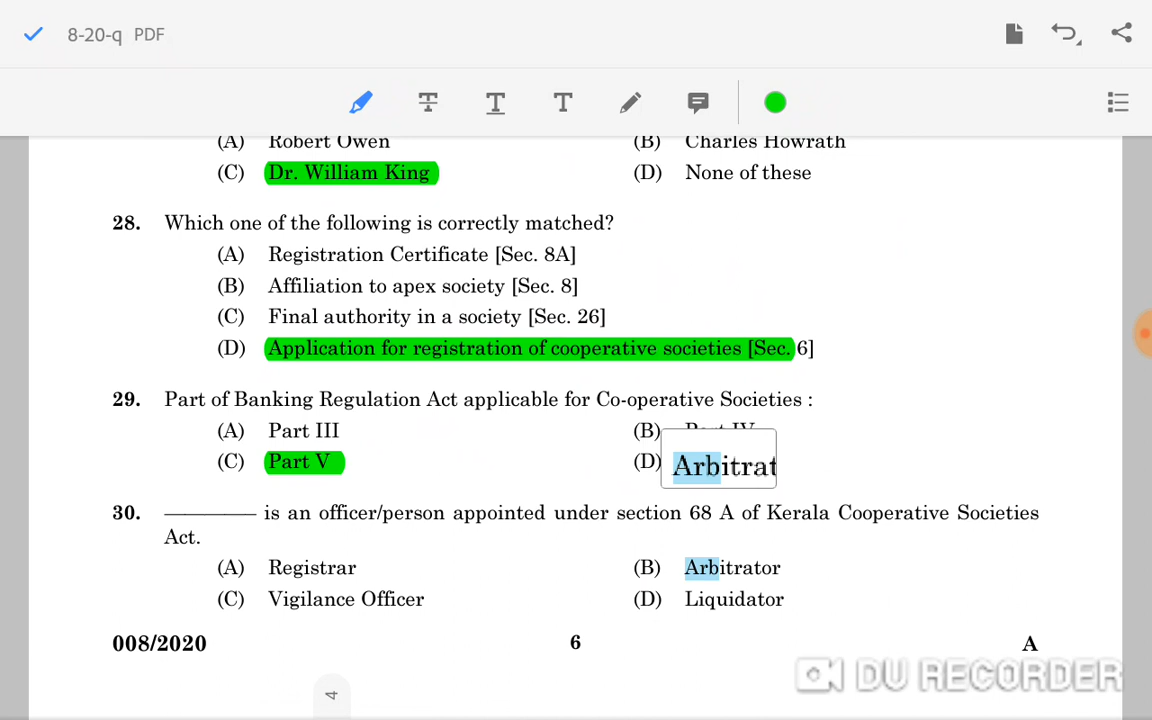 8-20-q PDF
(A) Robert Owen (B) Charles Howrath
(C) Dr. William King (D) None of these
28. Which one of the following is correctly matched?
(A) Registration Certificate [Sec. 8A]
(B) Affiliation to apex society [Sec. 8]
(C) Final authority in a society [Sec. 26]
(D) Application for registration of cooperative societies [Sec. 6]
29. Part of Banking Regulation Act applicable for Co-operative Societies :
(A) Part III (B) Part IV
(C) Part V (D)
Arbitrat
30. ———— is an officer/person appointed under section 68 A of Kerala Cooperative Societies
Act.
(A) Registrar (B) Arbitrator
(C) Vigilance Officer (D) Liquidator
008/2020 6 A
4
DU RECORDER